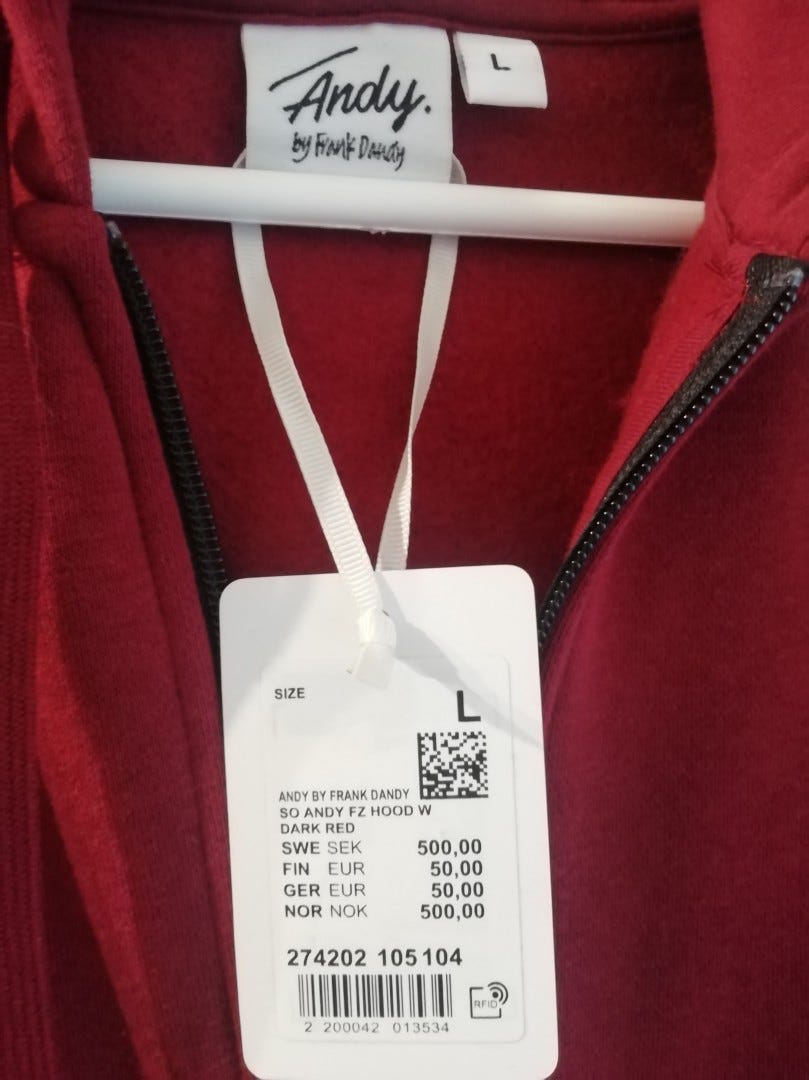 Andy.
by Frank Dandy
L
SIZE
L
ANDY BY FRANK DANDY
SO ANDY FZ HOOD W
DARK RED
SWE SEK 500,00
FIN EUR 50,00
GER EUR 50,00
NOR NOK 500,00
274202 105104
RFID
2 200042 013534